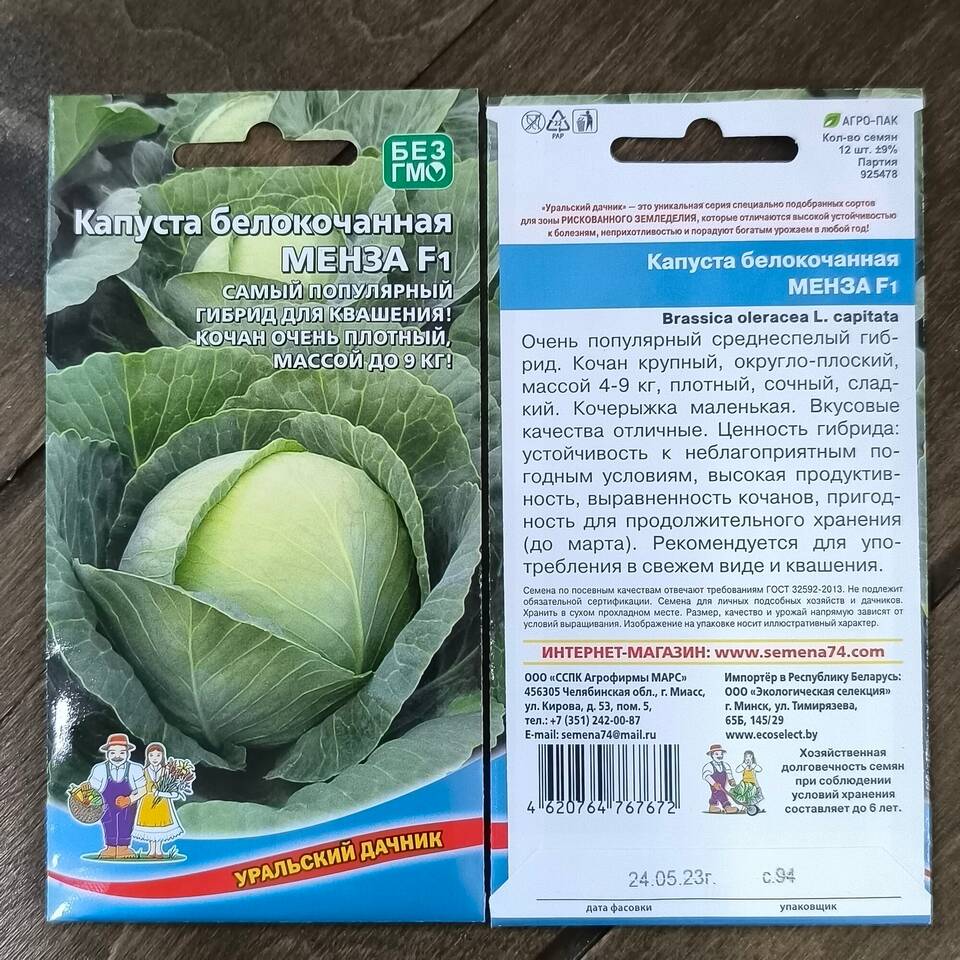 БЕЗ
ГМО
Капуста белокочанная
МЕНЗА F1
САМЫЙ ПОПУЛЯРНЫЙ
ГИБРИД ДЛЯ КВАШЕНИЯ!
КОЧАН ОЧЕНЬ ПЛОТНЫЙ,
МАССОЙ ДО 9 КГ!
УРАЛЬСКИЙ ДАЧНИК
22
PAP
АГРО-ПАК
Кол-во семян
12 шт. ±9%
Партия
925478
«Уральский дачник» — это уникальная серия специально подобранных сортов
для зоны РИСКОВАННОГО ЗЕМЛЕДЕЛИЯ, которые отличаются высокой устойчивостью
к болезням, неприхотливостью и порадуют богатым урожаем в любой год!
Капуста белокочанная
МЕНЗА F1
Brassica oleracea L. capitata
Очень популярный среднеспелый гиб-
рид. Кочан крупный, округло-плоский,
массой 4-9 кг, плотный, сочный, слад-
кий. Кочерыжка маленькая. Вкусовые
качества отличные. Ценность гибрида:
устойчивость к неблагоприятным по-
годным условиям, высокая продуктив-
ность, выравненность кочанов, пригод-
ность для продолжительного хранения
(до марта). Рекомендуется для упо-
требления в свежем виде и квашения.
Семена по посевным качествам отвечают требованиям ГОСТ 32592-2013. Не подлежит
обязательной сертификации. Семена для личных подсобных хозяйств и дачников.
Хранить в сухом прохладном месте. Размер, качество и урожай напрямую зависят от
условий выращивания. Изображение на упаковке носит иллюстративный характер.
ИНТЕРНЕТ-МАГАЗИН: www.semena74.com
ООО «ССПК Агрофирмы МАРС»
456305 Челябинская обл., г. Миасс,
ул. Кирова, д. 53, пом. 5,
тел.: +7 (351) 242-00-87
E-mail: semena74@mail.ru
Импортёр в Республику Беларусь:
ООО «Экологическая селекция»
г. Минск, ул. Тимирязева,
65Б, 145/29
www.ecoselect.by
4 620764 767672
Хозяйственная
долговечность семян
при соблюдении
условий хранения
составляет до 6 лет.
24.05.23г. с.94
дата фасовки упаковщик